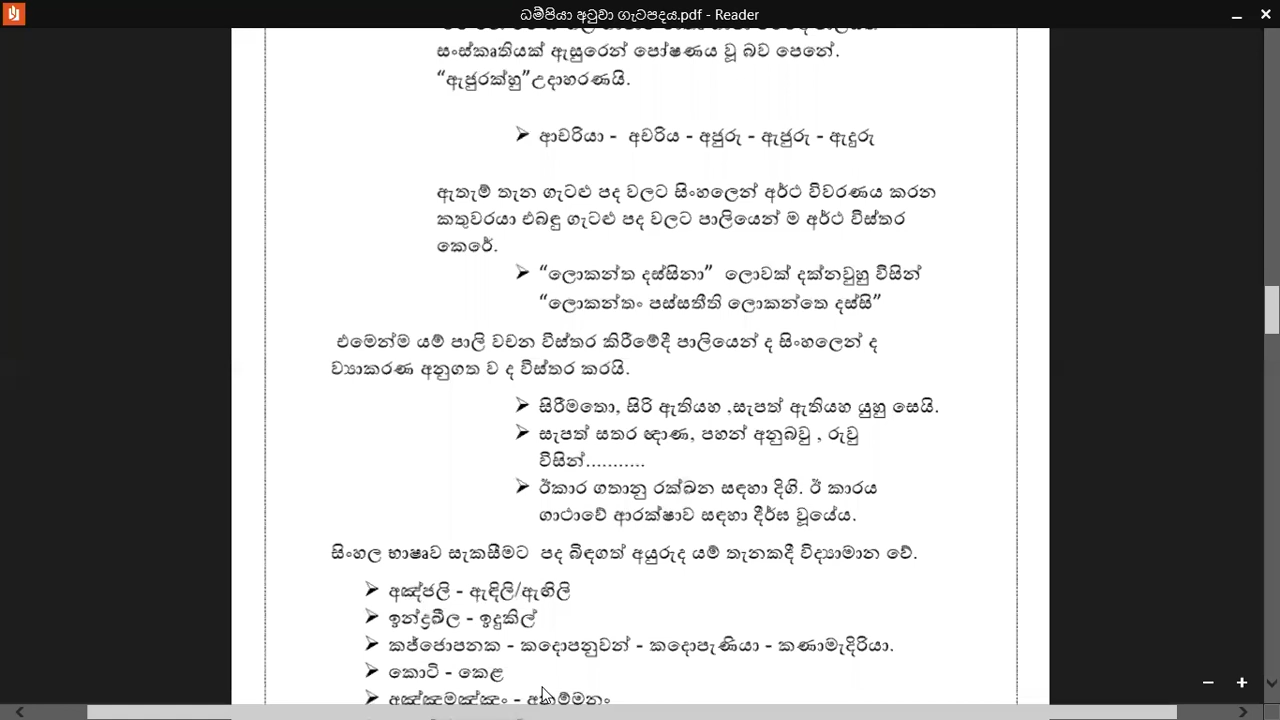 ධම්පියා අටුවා ගැටපදය.pdf - Reader
සංස්කෘතියක් ඇසුරෙන් පෝෂණය වූ බව පෙනේ.
“ඇජුරක්හු”උදාහරණයි.
➤ ආචරියා - අචරිය - අජුරු - ඇජුරු - ඇදුරු
ඇතැම් තැන ගැටළු පද වලට සිංහලෙන් අර්ථ විවරණය කරන
කතුවරයා එබඳු ගැටළු පද වලට පාලියෙන් ම අර්ථ විස්තර
කෙරේ.
➤ “ලොකන්ත දස්සිනා” ලොවක් දක්නවුහු විසින්
“ලොකන්තං පස්සතීති ලොකන්තෙ දස්සි”
එමෙන්ම යම් පාලි වචන විස්තර කිරීමේදී පාලියෙන් ද සිංහලෙන් ද
ව්‍යාකරණ අනුගත ව ද විස්තර කරයි.
➤ සිරීමතො, සිරි ඇතියහ ,සැපත් ඇතියහ යුහු සෙයි.
➤ සැපත් සතර ඥාණ, පහන් අනුබවු , රුවු
විසින්...........
➤ ඊකාර ගතානු රක්ඛන සඳහා දිගි. ඊ කාරය
ගාථාවේ ආරක්ෂාව සඳහා දීර්ඝ වූයේය.
සිංහල භාෂෘව සැකසීමට පද බිඳගත් අයුරුද යම් තැනකදී විද්‍යාමාන වේ.
➤ අඤ්ජලි - ඇඳිලි/ඇඟිලි
➤ ඉන්ද්‍රඛීල - ඉදුකිල්
➤ කජ්ජොපනක - කදොපනුවන් - කදොපැණියා - කණාමැදිරියා.
➤ කොටි - කෙළ
➤ අඤ්ඤමඤ්ඤං -